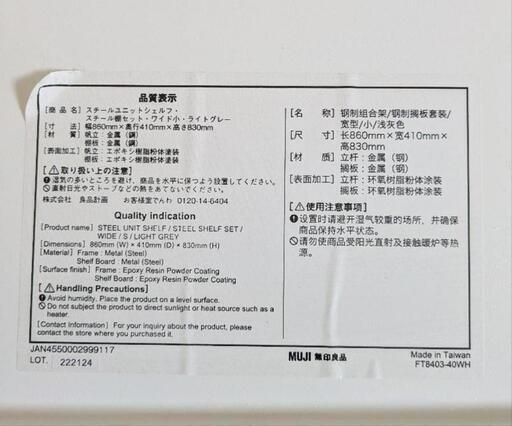 品質表示
[商品名] スチールユニットシェルフ・
スチール棚セット・ワイド小・ライトグレー
[寸法] 幅860mm×奥行410mm×高さ830mm
[材質] 帆立：金属（鋼）
棚板：金属（鋼）
[表面加工] 帆立：エポキシ樹脂粉体塗装
棚板：エポキシ樹脂粉体塗装
【⚠取り扱い上の注意】
湿気の多いところを避け、商品が水平に保つよう設置してください。
直射日光やストーブなどの熱をあてないでください。
株式会社 良品計画 お客様室でんわ 0120-14-6404
Quality indication
[Product name] STEEL UNIT SHELF / STEEL SHELF SET /
WIDE / S / LIGHT GREY
[Dimensions] 860mm (W) × 410mm (D) × 830mm (H)
[Material] Frame : Metal (Steel)
Shelf Board : Metal (Steel)
[Surface finish] Frame : Epoxy Resin Powder Coating
Shelf Board : Epoxy Resin Powder Coating
[⚠ Handling Precautions]
Avoid humidity. Place the product on a level surface.
Do not subject the product to direct sunlight or heat source such as a
heater.
[Contact information] For your inquiry about the product, please
contact the store where you purchased it.
[名称] 钢制组合架/钢制搁板套装/
宽型/小/浅灰色
[尺寸] 长860mm×宽410mm×
高830mm
[材质] 立杆：金属（钢）
搁板：金属（钢）
[表面加工] 立杆：环氧树脂粉体涂装
搁板：环氧树脂粉体涂装
【⚠使用注意事项】
设置时请避开湿气较重的场所，并确保
商品保持水平状态。
请勿使商品受阳光直射及接触暖炉等热
源。
JAN4550002999117
LOT. 222124
MUJI 無印良品
Made in Taiwan
FT8403-40WH